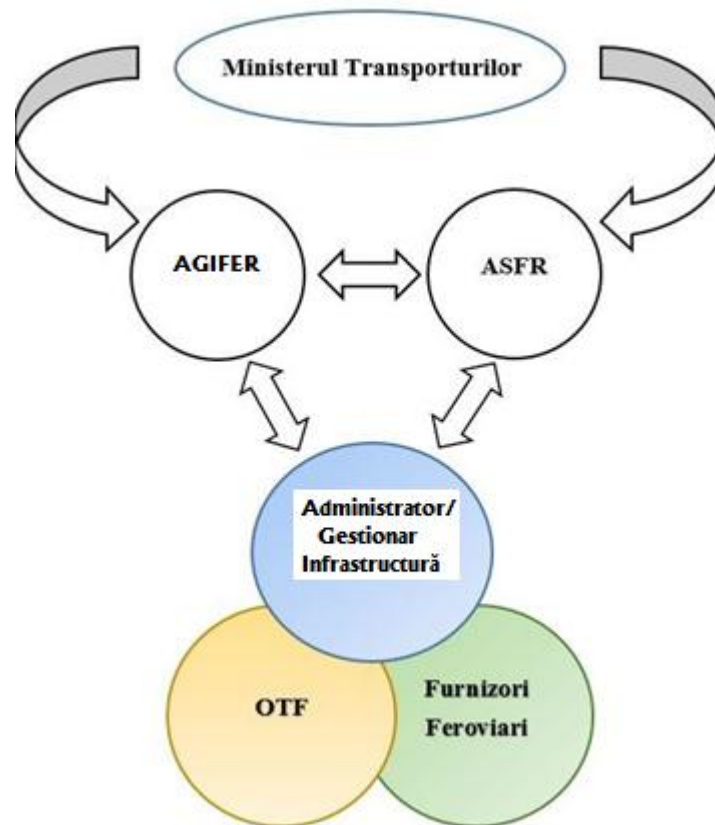 Ministerul Transporturilor
AGIFER
ASFR
Administrator/
Gestionar
Infrastructură
OTF
Furnizori
Feroviari